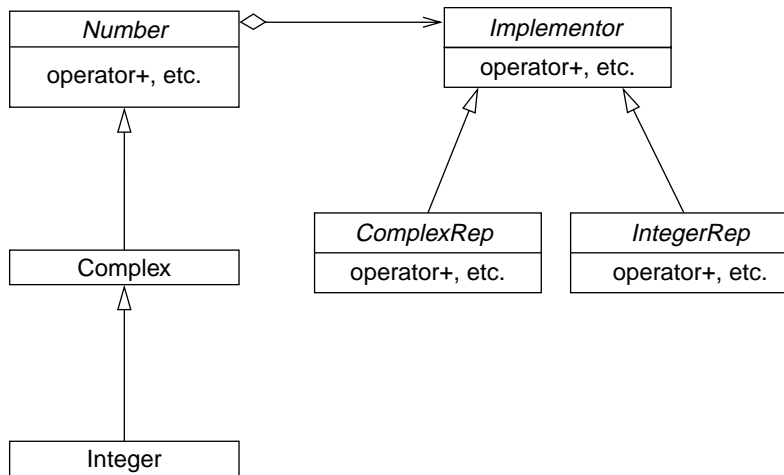 Number
operator+, etc.
Implementor
operator+, etc.
ComplexRep
operator+, etc.
IntegerRep
operator+, etc.
Complex
Integer